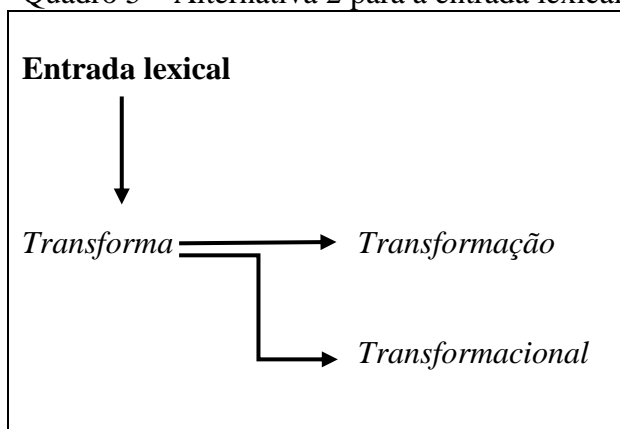 Quadro 3 – Alternativa 2 para a entrada lexical
Entrada lexical
Transforma
Transformação
Transformacional